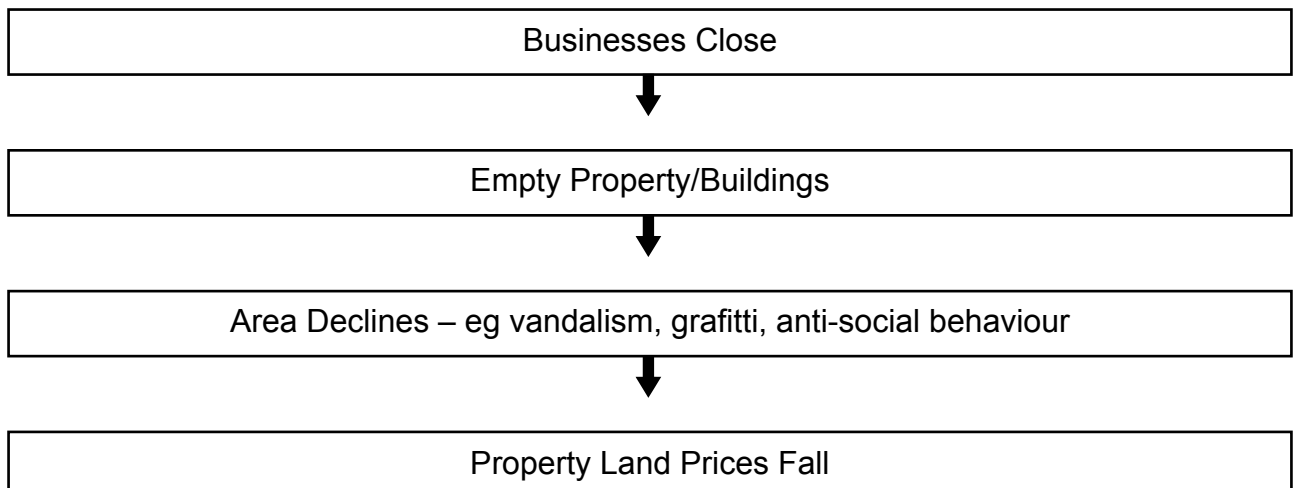 Businesses Close
Empty Property/Buildings
Area Declines – eg vandalism, grafitti, anti-social behaviour
Property Land Prices Fall